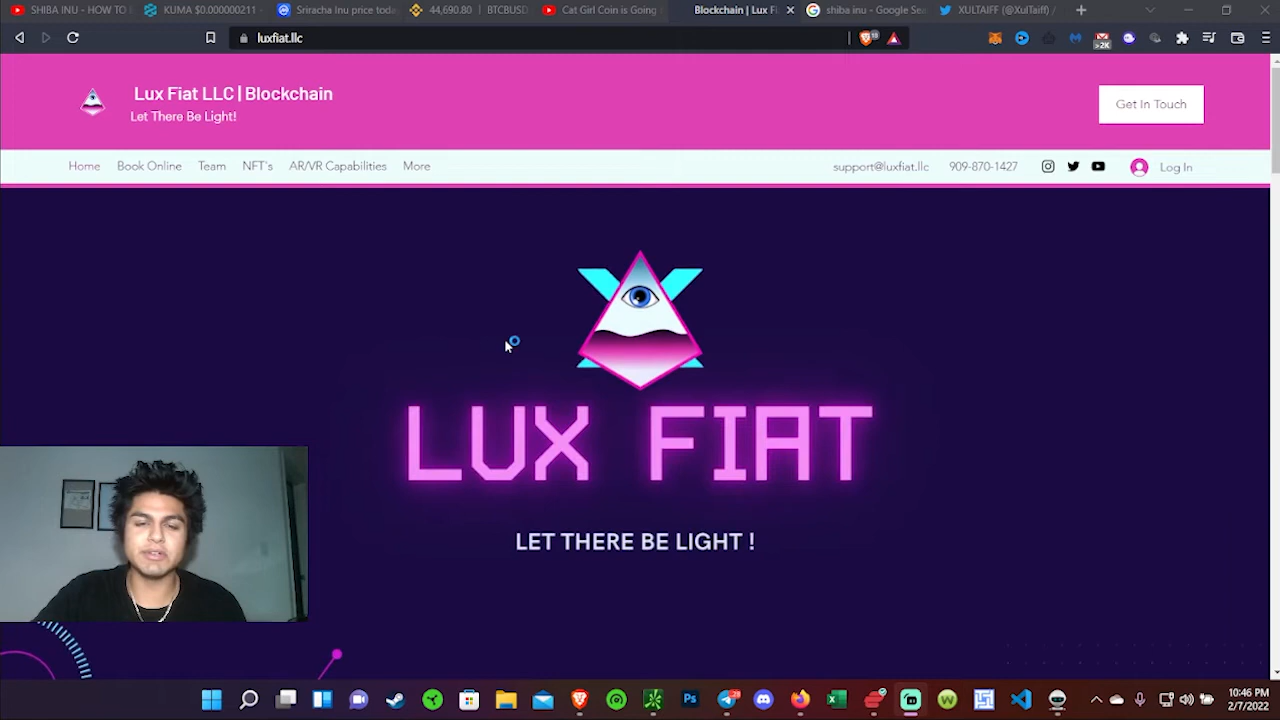 SHIBA INU - HOW TO
KUMA $0.000000211
Sriracha Inu price toda
44,690.80 | BTCBUSD
Cat Girl Coin is Going
Blockchain | Lux Fi
shiba inu - Google Sea
XULTAIFF (@XulTaiff) /
luxfiat.llc
Lux Fiat LLC | Blockchain
Let There Be Light!
Get In Touch
Home
Book Online
Team
NFT's
AR/VR Capabilities
More
support@luxfiat.llc
909-870-1427
Log In
LUX FIAT
LET THERE BE LIGHT !
10:46 PM
2/7/2022